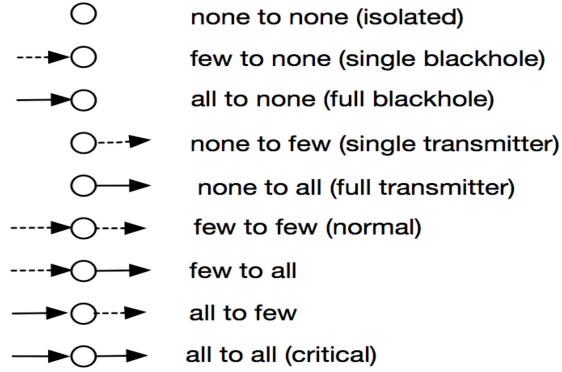 none to none (isolated)
few to none (single blackhole)
all to none (full blackhole)
none to few (single transmitter)
none to all (full transmitter)
few to few (normal)
few to all
all to few
all to all (critical)